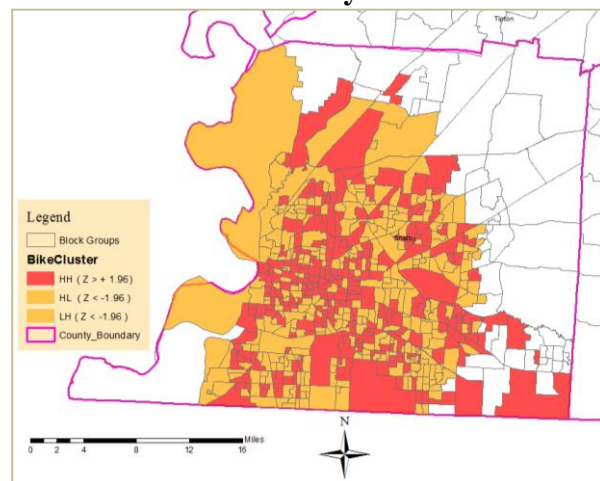 Tipton
Shelby
Legend
Block Groups
BikeCluster
HH ( Z > + 1.96 )
HL ( Z < -1.96 )
LH ( Z < -1.96 )
County_Boundary
N
0 2 4 8 12 16 Miles